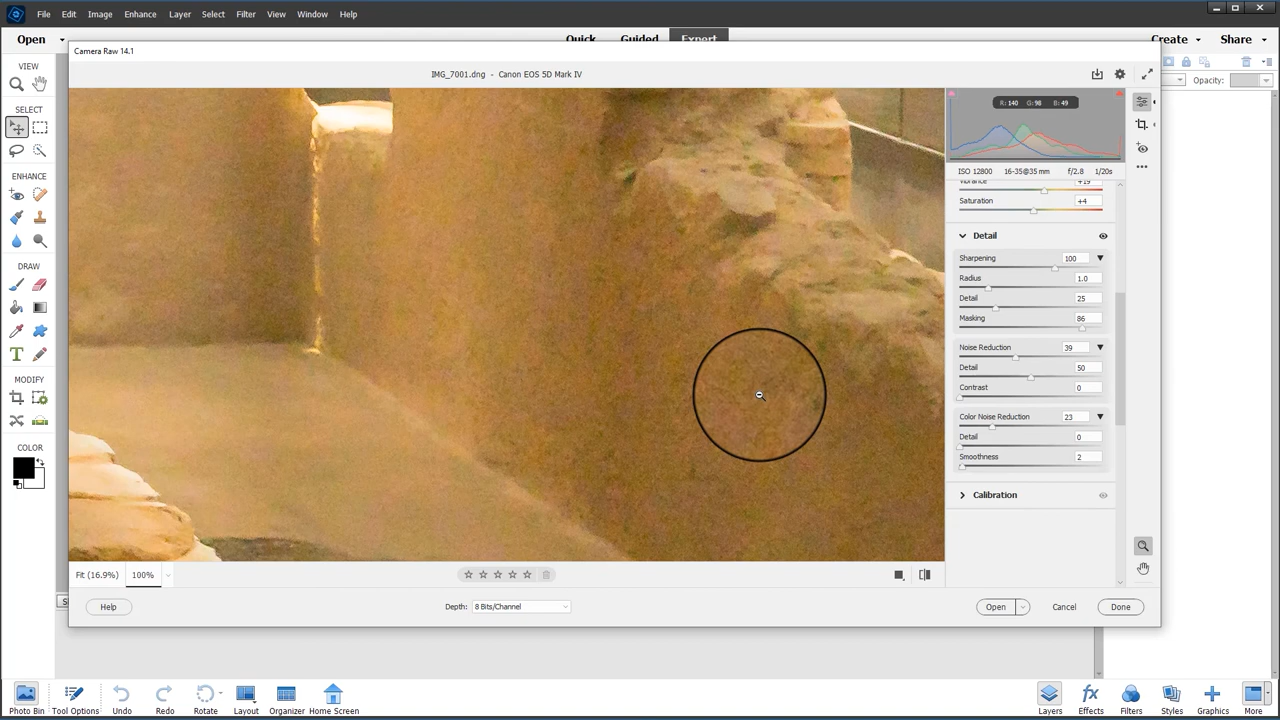 File Edit Image Enhance Layer Select Filter View Window Help
Open Quick Guided Expert Create Share
VIEW
Camera Raw 14.1
IMG_7001.dng - Canon EOS 5D Mark IV
Opacity:
SELECT
R: 140 G: 98 B: 49
ISO 12800 16-35@35 mm f/2.8 1/20s
Vibrance +19
Saturation +4
ENHANCE
Detail
Sharpening 100
Radius 1.0
Detail 25
Masking 86
DRAW
Noise Reduction 39
Detail 50
Contrast 0
Color Noise Reduction 23
Detail 0
Smoothness 2
MODIFY
COLOR
Calibration
Fit (16.9%) 100%
Help Depth: 8 Bits/Channel Open Cancel Done
Photo Bin Tool Options Undo Redo Rotate Layout Organizer Home Screen Layers Effects Filters Styles Graphics More